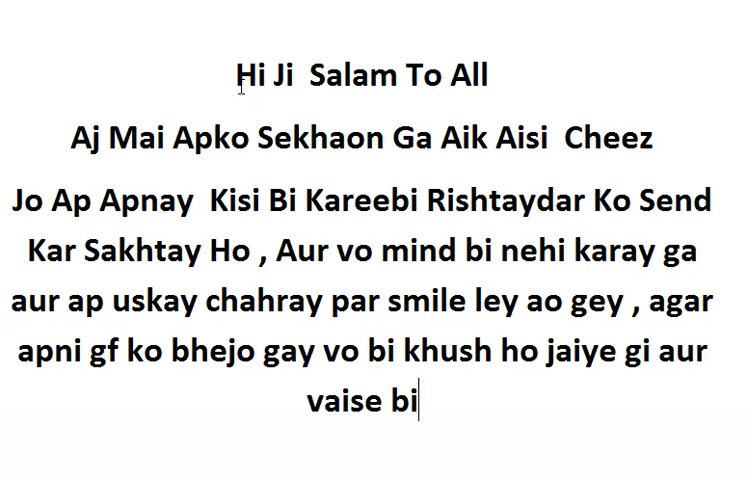 Hi Ji  Salam To All
Aj Mai Apko Sekhaon Ga Aik Aisi  Cheez
Jo Ap Apnay  Kisi Bi Kareebi Rishtaydar Ko Send
Kar Sakhtay Ho , Aur vo mind bi nehi karay ga
aur ap uskay chahray par smile ley ao gey , agar
apni gf ko bhejo gay vo bi khush ho jaiye gi aur
vaise bi